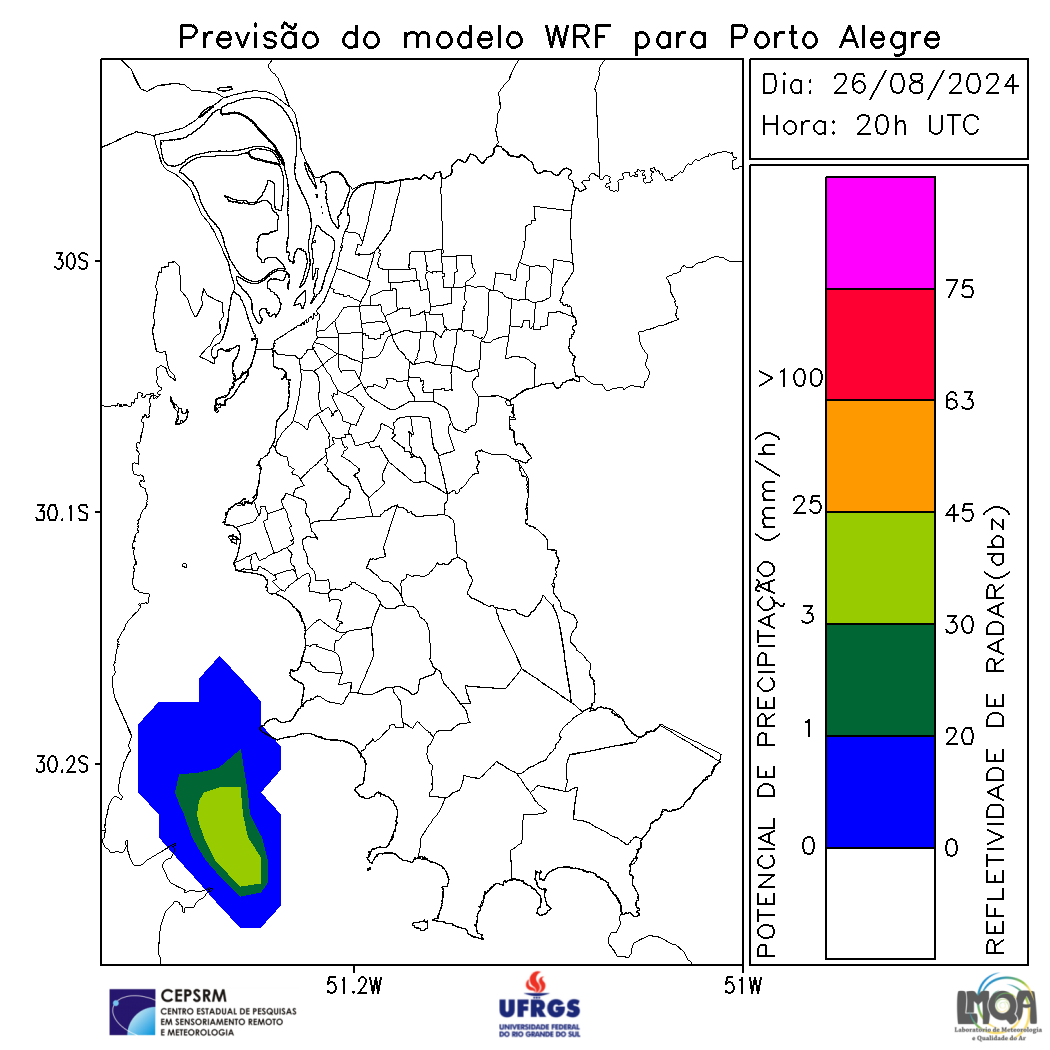 Previsão do modelo WRF para Porto Alegre
Dia: 26/08/2024
Hora: 20h UTC
30S
30.1S
30.2S
51.2W
51W
POTENCIAL DE PRECIPITAÇÃO (mm/h)
>100
25
3
1
0
75
63
45
30
20
0
REFLETIVIDADE DE RADAR(dbz)
CEPSRM
CENTRO ESTADUAL DE PESQUISAS
EM SENSORIAMENTO REMOTO
E METEOROLOGIA
UFRGS
UNIVERSIDADE FEDERAL
DO RIO GRANDE DO SUL
LMQA
Laboratório de Meteorologia
e Qualidade do Ar